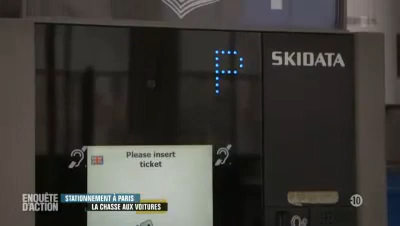 P
SKIDATA
Please insert
ticket
ENQUÊTE
D'ACTION
STATIONNEMENT À PARIS
LA CHASSE AUX VOITURES
-10